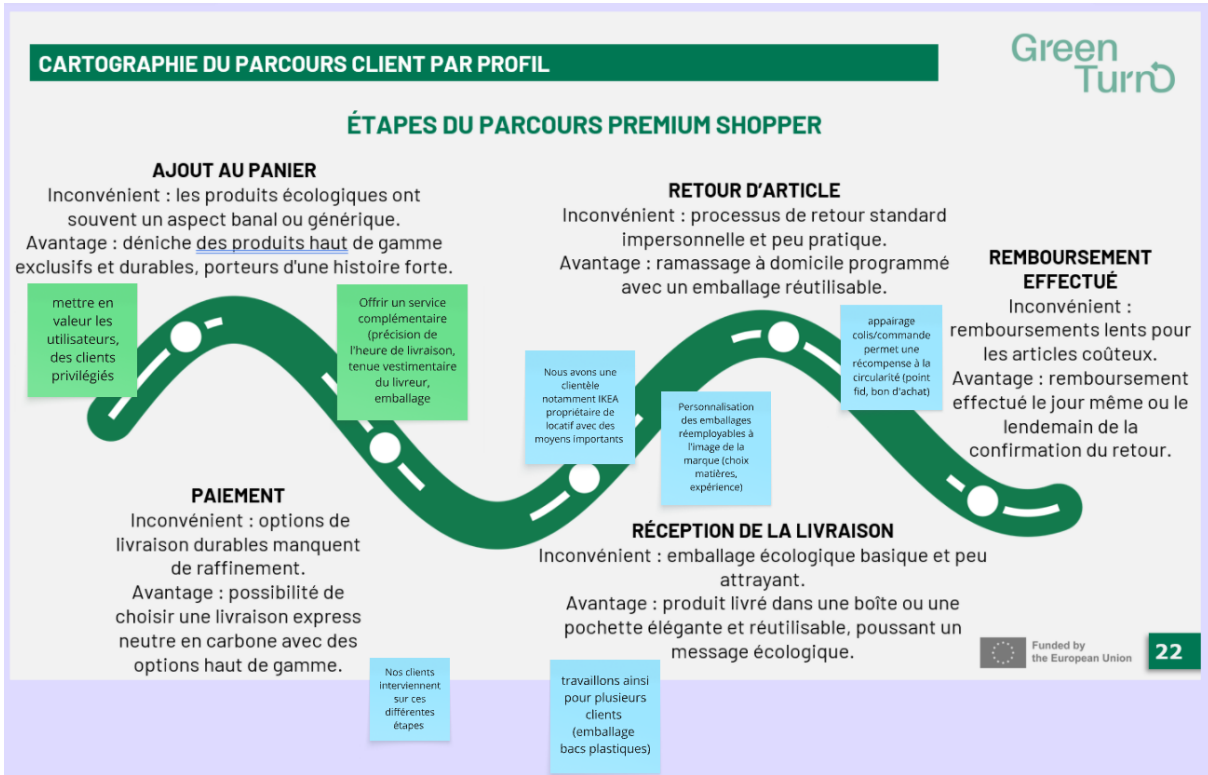 CARTOGRAPHIE DU PARCOURS CLIENT PAR PROFIL
Green
Turn
ÉTAPES DU PARCOURS PREMIUM SHOPPER
AJOUT AU PANIER
Inconvénient : les produits écologiques ont
souvent un aspect banal ou générique.
Avantage : déniche des produits haut de gamme
exclusifs et durables, porteurs d'une histoire forte.
mettre en
valeur les
utilisateurs,
des clients
privilégiés
Offrir un service
complémentaire
(précision de
l'heure de livraison,
tenue vestimentaire
du livreur,
emballage
RETOUR D'ARTICLE
Inconvénient : processus de retour standard
impersonnelle et peu pratique.
Avantage : ramassage à domicile programmé
avec un emballage réutilisable.
REMBOURSEMENT
EFFECTUÉ
Inconvénient :
remboursements lents pour
les articles coûteux.
Avantage : remboursement
effectué le jour même ou le
lendemain de la
confirmation du retour.
Nous avons une
clientèle
notamment IKEA
propriétaire de
locatif avec des
moyens importants
Personnalisation
des emballages
réemployables à
l'image de la
marque (choix
matières,
expérience)
appairage
colis/commande
permet une
récompense à la
circularité (point
fid, bon d'achat)
PAIEMENT
Inconvénient : options de
livraison durables manquent
de raffinement.
Avantage : possibilité de
choisir une livraison express
neutre en carbone avec des
options haut de gamme.
RÉCEPTION DE LA LIVRAISON
Inconvénient : emballage écologique basique et peu
attrayant.
Avantage : produit livré dans une boîte ou une
pochette élégante et réutilisable, poussant un
message écologique.
Nos clients
interviennent
sur ces
différentes
étapes
travaillons ainsi
pour plusieurs
clients
(emballage
bacs plastiques)
Funded by
the European Union
22